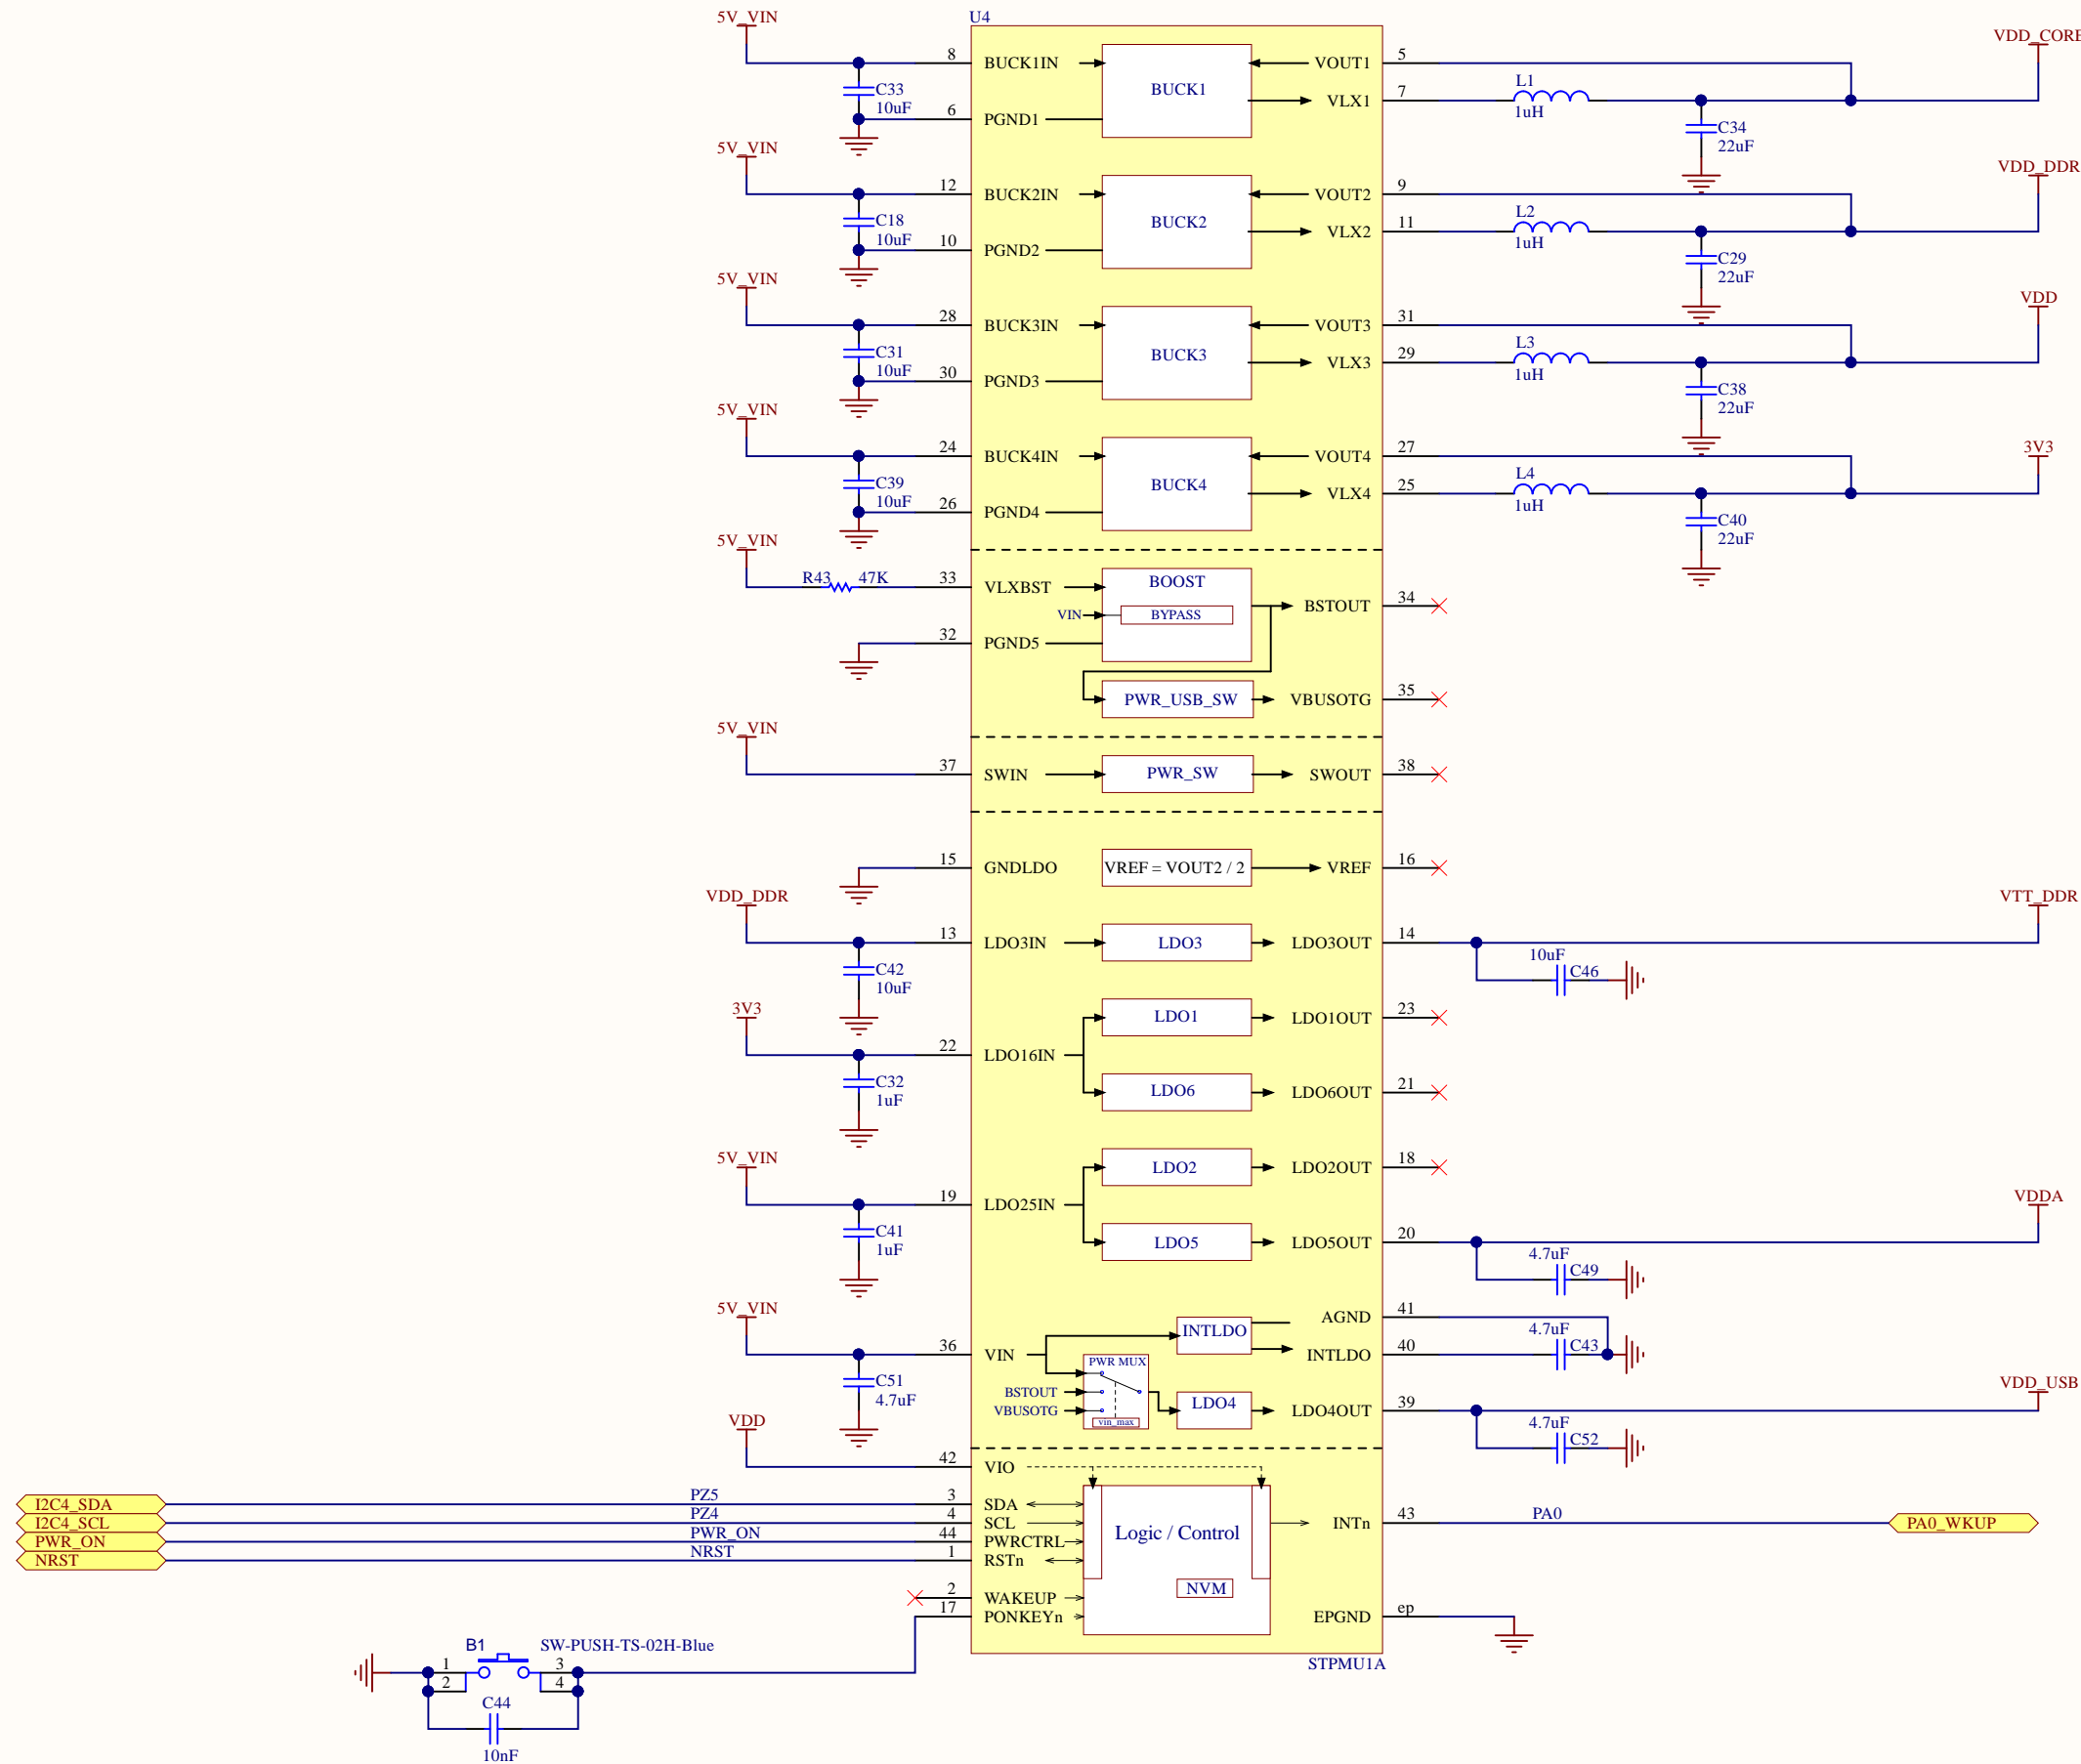 U4
5V_VIN
8 BUCK1IN
C33
10uF
6 PGND1
BUCK1
VOUT1 5
VLX1 7
L1
1uH
C34
22uF
VDD_CORE
5V_VIN
12 BUCK2IN
C18
10uF
10 PGND2
BUCK2
VOUT2 9
VLX2 11
L2
1uH
C29
22uF
VDD_DDR
5V_VIN
28 BUCK3IN
C31
10uF
30 PGND3
BUCK3
VOUT3 31
VLX3 29
L3
1uH
C38
22uF
VDD
5V_VIN
24 BUCK4IN
C39
10uF
26 PGND4
BUCK4
VOUT4 27
VLX4 25
L4
1uH
C40
22uF
3V3
5V_VIN
R43 47K
33 VLXBST
VIN
32 PGND5
BOOST
BYPASS
BSTOUT 34
PWR_USB_SW
VBUSOTG 35
5V_VIN
37 SWIN
PWR_SW
SWOUT 38
15 GNDLDO
VREF = VOUT2 / 2
VREF 16
VDD_DDR
13 LDO3IN
C42
10uF
LDO3
LDO3OUT 14
10uF
C46
VTT_DDR
3V3
22 LDO16IN
C32
1uF
LDO1
LDO1OUT 23
LDO6
LDO6OUT 21
5V_VIN
19 LDO25IN
C41
1uF
LDO2
LDO2OUT 18
LDO5
LDO5OUT 20
4.7uF
C49
VDDA
5V_VIN
36 VIN
C51
4.7uF
INTLDO
AGND 41
INTLDO 40
4.7uF
C43
PWR MUX
BSTOUT
VBUSOTG
vin_max
LDO4
LDO4OUT 39
4.7uF
C52
VDD_USB
VDD
42 VIO
I2C4_SDA PZ5 3 SDA
I2C4_SCL PZ4 4 SCL
PWR_ON PWR_ON 44 PWRCTRL
NRST NRST 1 RSTn
2 WAKEUP
17 PONKEYn
Logic / Control
NVM
INTn 43 PA0 PA0_WKUP
EPGND ep
STPMU1A
B1 SW-PUSH-TS-02H-Blue
1 3
2 4
C44
10nF